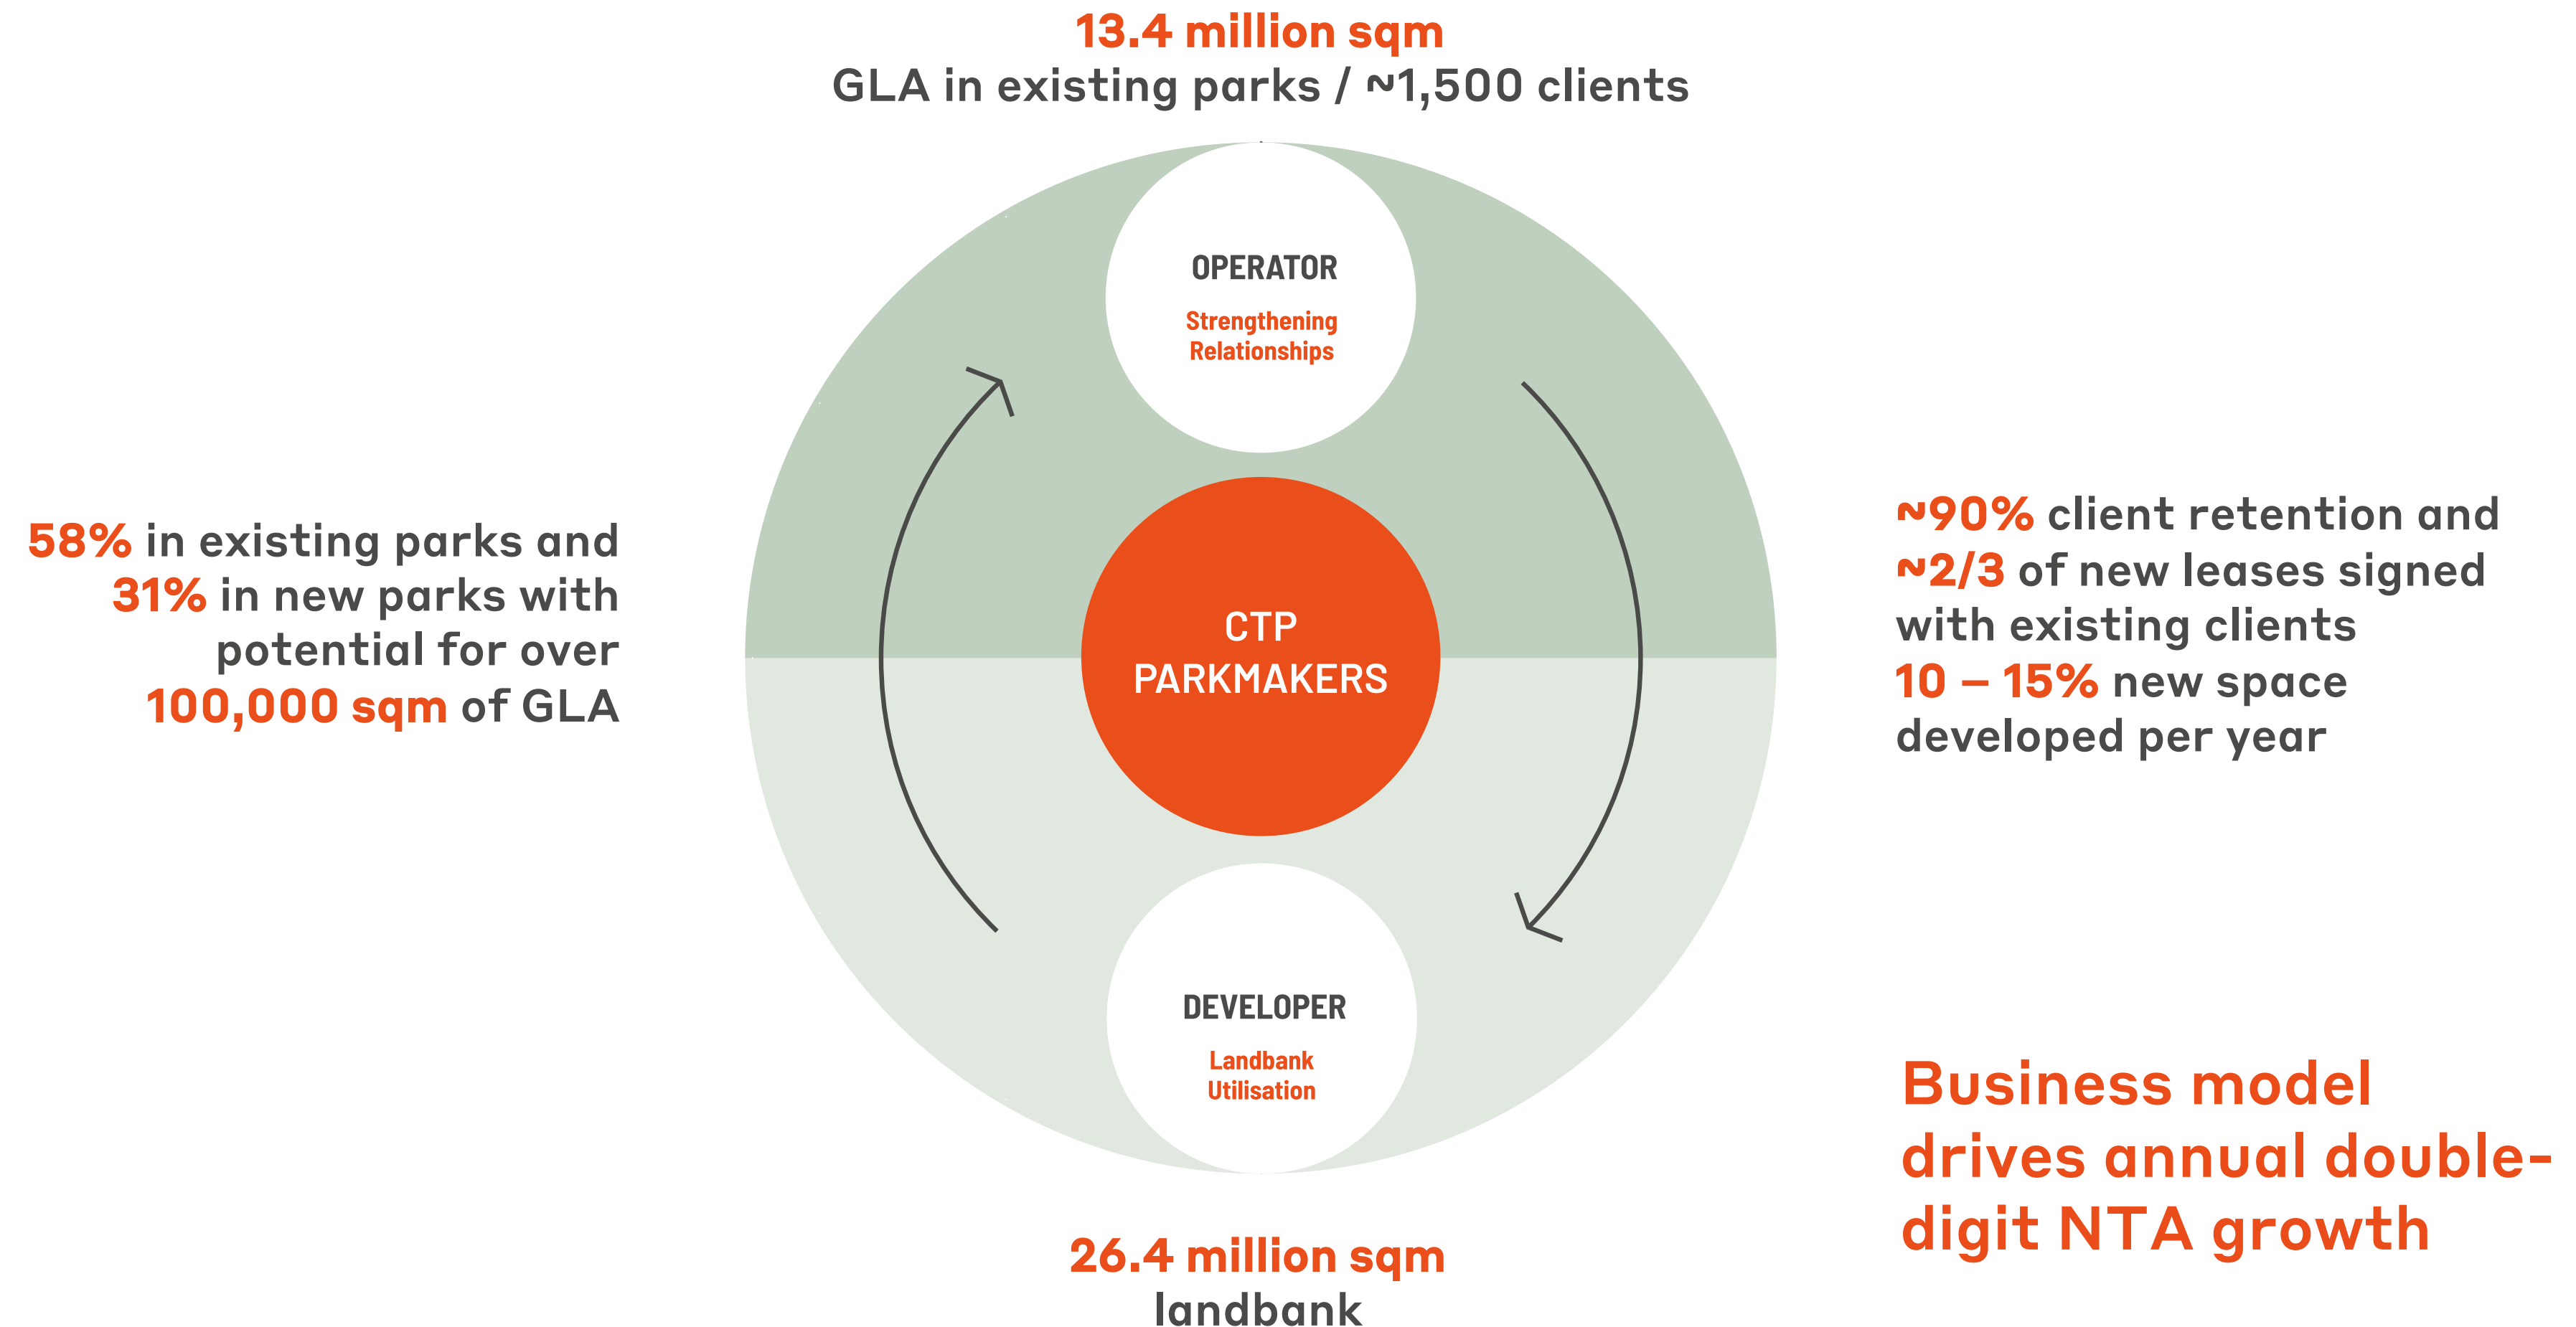 13.4 million sqm
GLA in existing parks / ~1,500 clients
OPERATOR
Strengthening
Relationships
58% in existing parks and
31% in new parks with
potential for over
100,000 sqm of GLA
CTP
PARKMAKERS
~90% client retention and
~2/3 of new leases signed
with existing clients
10 – 15% new space
developed per year
DEVELOPER
Landbank
Utilisation
Business model
drives annual double-
digit NTA growth
26.4 million sqm
landbank